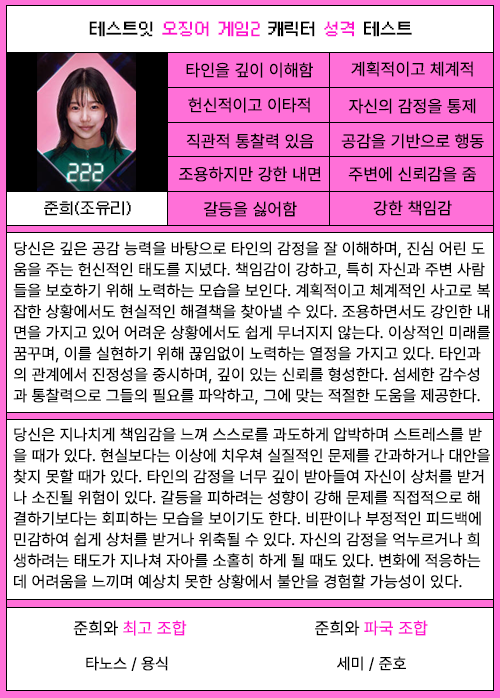 테스트잇 오징어 게임2 캐릭터 성격 테스트
타인을 깊이 이해함
계획적이고 체계적
헌신적이고 이타적
자신의 감정을 통제
직관적 통찰력 있음
공감을 기반으로 행동
222
조용하지만 강한 내면
주변에 신뢰감을 줌
준희(조유리)
갈등을 싫어함
강한 책임감
당신은 깊은 공감 능력을 바탕으로 타인의 감정을 잘 이해하며, 진심 어린 도
움을 주는 헌신적인 태도를 지녔다. 책임감이 강하고, 특히 자신과 주변 사람
들을 보호하기 위해 노력하는 모습을 보인다. 계획적이고 체계적인 사고로 복
잡한 상황에서도 현실적인 해결책을 찾아낼 수 있다. 조용하면서도 강인한 내
면을 가지고 있어 어려운 상황에서도 쉽게 무너지지 않는다. 이상적인 미래를
꿈꾸며, 이를 실현하기 위해 끊임없이 노력하는 열정을 가지고 있다. 타인과
의 관계에서 진정성을 중시하며, 깊이 있는 신뢰를 형성한다. 섬세한 감수성
과 통찰력으로 그들의 필요를 파악하고, 그에 맞는 적절한 도움을 제공한다.
당신은 지나치게 책임감을 느껴 스스로를 과도하게 압박하며 스트레스를 받
을 때가 있다. 현실보다는 이상에 치우쳐 실질적인 문제를 간과하거나 대안을
찾지 못할 때가 있다. 타인의 감정을 너무 깊이 받아들여 자신이 상처를 받거
나 소진될 위험이 있다. 갈등을 피하려는 성향이 강해 문제를 직접적으로 해
결하기보다는 회피하는 모습을 보이기도 한다. 비판이나 부정적인 피드백에
민감하여 쉽게 상처를 받거나 위축될 수 있다. 자신의 감정을 억누르거나 희
생하려는 태도가 지나쳐 자아를 소홀히 하게 될 때도 있다. 변화에 적응하는
데 어려움을 느끼며 예상치 못한 상황에서 불안을 경험할 가능성이 있다.
준희와 최고 조합
준희와 파국 조합
타노스 / 용식
세미 / 준호